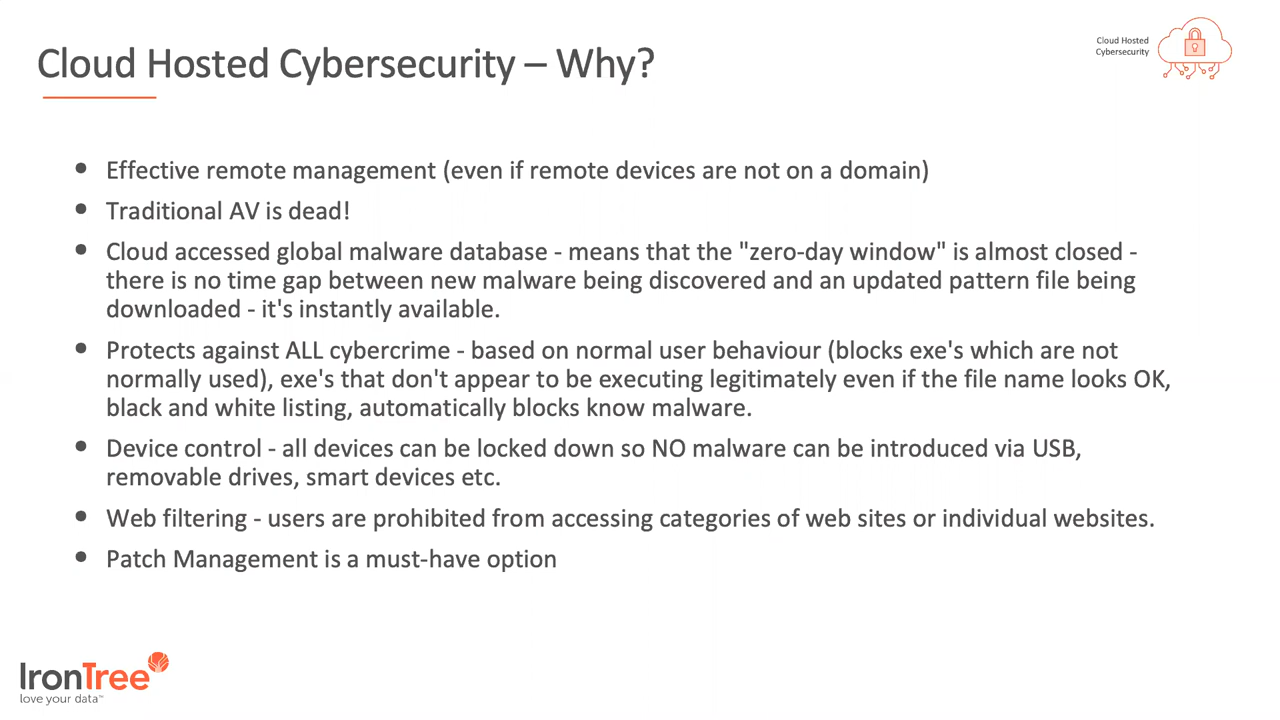 Cloud Hosted Cybersecurity – Why?
Cloud Hosted
Cybersecurity
• Effective remote management (even if remote devices are not on a domain)
• Traditional AV is dead!
• Cloud accessed global malware database - means that the "zero-day window" is almost closed -
there is no time gap between new malware being discovered and an updated pattern file being
downloaded - it's instantly available.
• Protects against ALL cybercrime - based on normal user behaviour (blocks exe's which are not
normally used), exe's that don't appear to be executing legitimately even if the file name looks OK,
black and white listing, automatically blocks know malware.
• Device control - all devices can be locked down so NO malware can be introduced via USB,
removable drives, smart devices etc.
• Web filtering - users are prohibited from accessing categories of web sites or individual websites.
• Patch Management is a must-have option
IronTree
love your data™